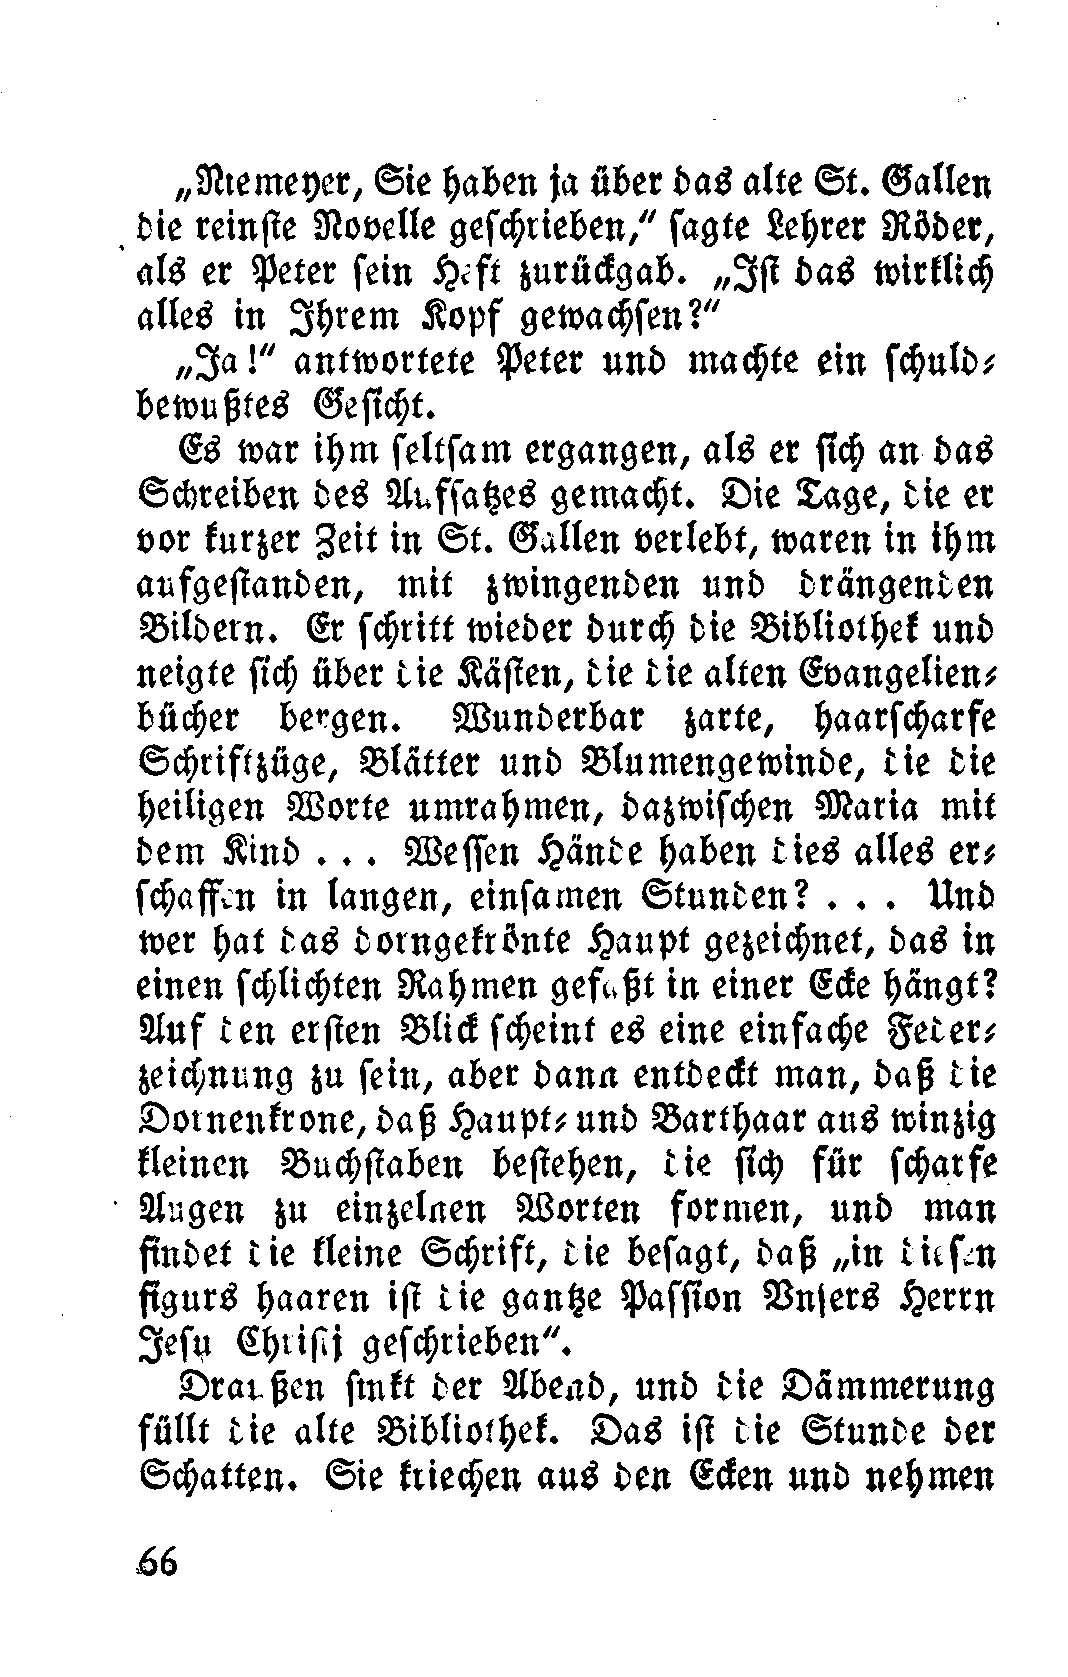 „Niemeyer, Sie haben ja über das alte St. Gallen
die reinste Novelle geschrieben,“ sagte Lehrer Röder,
als er Peter sein Heft zurückgab. „Ist das wirklich
alles in Ihrem Kopf gewachsen?“
„Ja!“ antwortete Peter und machte ein schuld-
bewußtes Gesicht.
Es war ihm seltsam ergangen, als er sich an das
Schreiben des Aufsatzes gemacht. Die Tage, die er
vor kurzer Zeit in St. Gallen verlebt, waren in ihm
aufgestanden, mit zwingenden und drängenden
Bildern. Er schritt wieder durch die Bibliothek und
neigte sich über die Kästen, die die alten Evangelien-
bücher bergen. Wunderbar zarte, haarscharfe
Schriftzüge, Blätter und Blumengewinde, die die
heiligen Worte umrahmen, dazwischen Maria mit
dem Kind . . . Wessen Hände haben dies alles er-
schaffen in langen, einsamen Stunden? . . . Und
wer hat das dorngekrönte Haupt gezeichnet, das in
einen schlichten Rahmen gefaßt in einer Ecke hängt?
Auf den ersten Blick scheint es eine einfache Feder-
zeichnung zu sein, aber dann entdeckt man, daß die
Dornenkrone, daß Haupt- und Barthaar aus winzig
kleinen Buchstaben bestehen, die sich für scharfe
Augen zu einzelnen Worten formen, und man
findet die kleine Schrift, die besagt, daß „in diesen
figurs haaren ist die gantze Passion Vnsers Herrn
Jesu Christj geschrieben“.
Draußen sinkt der Abend, und die Dämmerung
füllt die alte Bibliothek. Das ist die Stunde der
Schatten. Sie kriechen aus den Ecken und nehmen
66